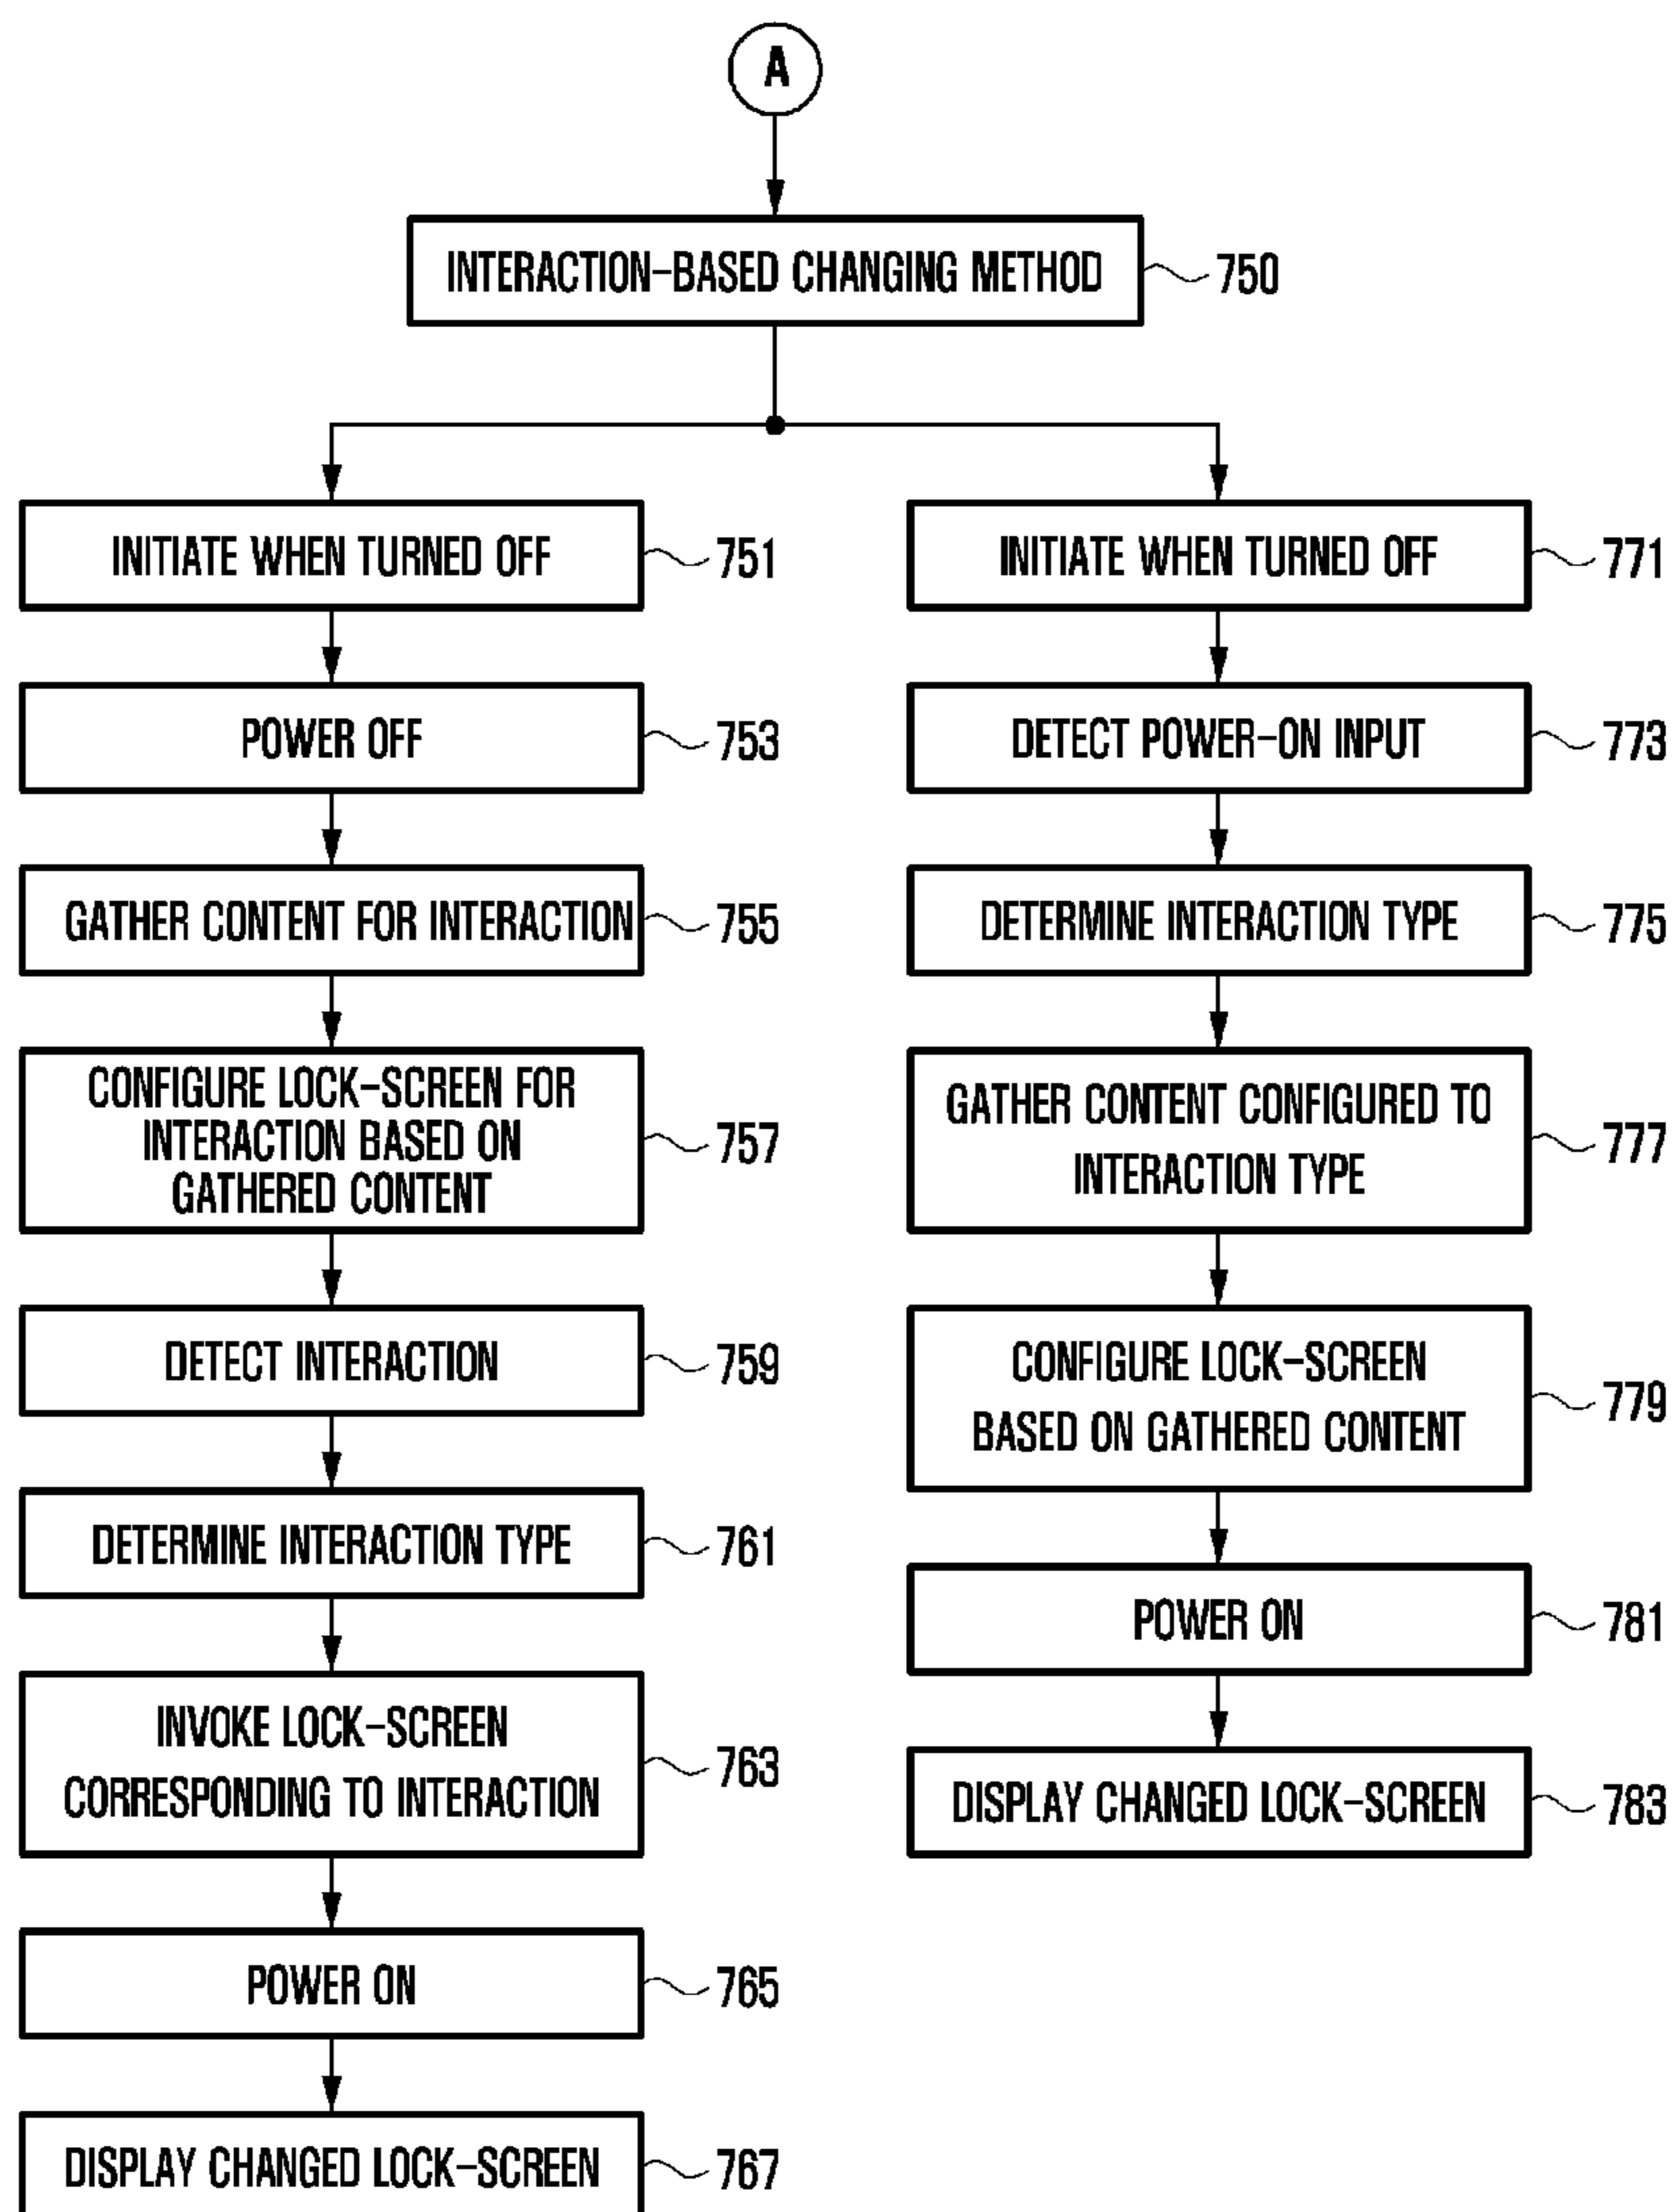 A
INTERACTION-BASED CHANGING METHOD
750
INITIATE WHEN TURNED OFF
751
POWER OFF
753
GATHER CONTENT FOR INTERACTION
755
CONFIGURE LOCK-SCREEN FOR
INTERACTION BASED ON
GATHERED CONTENT
757
DETECT INTERACTION
759
DETERMINE INTERACTION TYPE
761
INVOKE LOCK-SCREEN
CORRESPONDING TO INTERACTION
763
POWER ON
765
DISPLAY CHANGED LOCK-SCREEN
767
INITIATE WHEN TURNED OFF
771
DETECT POWER-ON INPUT
773
DETERMINE INTERACTION TYPE
775
GATHER CONTENT CONFIGURED TO
INTERACTION TYPE
777
CONFIGURE LOCK-SCREEN
BASED ON GATHERED CONTENT
779
POWER ON
781
DISPLAY CHANGED LOCK-SCREEN
783